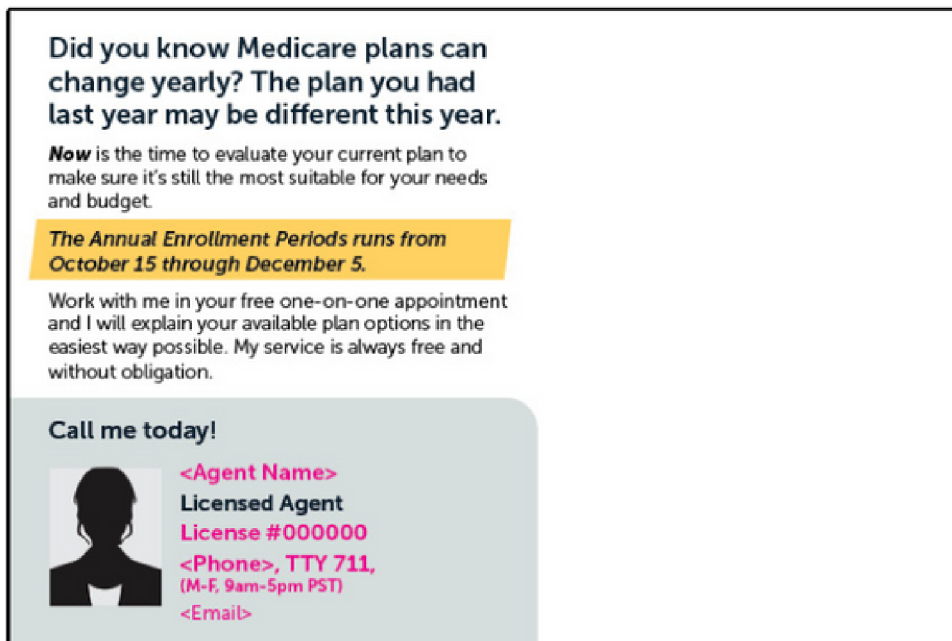 Did you know Medicare plans can
change yearly? The plan you had
last year may be different this year.
Now is the time to evaluate your current plan to
make sure it's still the most suitable for your needs
and budget.
The Annual Enrollment Periods runs from
October 15 through December 5.
Work with me in your free one-on-one appointment
and I will explain your available plan options in the
easiest way possible. My service is always free and
without obligation.
Call me today!
<Agent Name>
Licensed Agent
License #000000
<Phone>, TTY 711,
(M-F, 9am-5pm PST)
<Email>